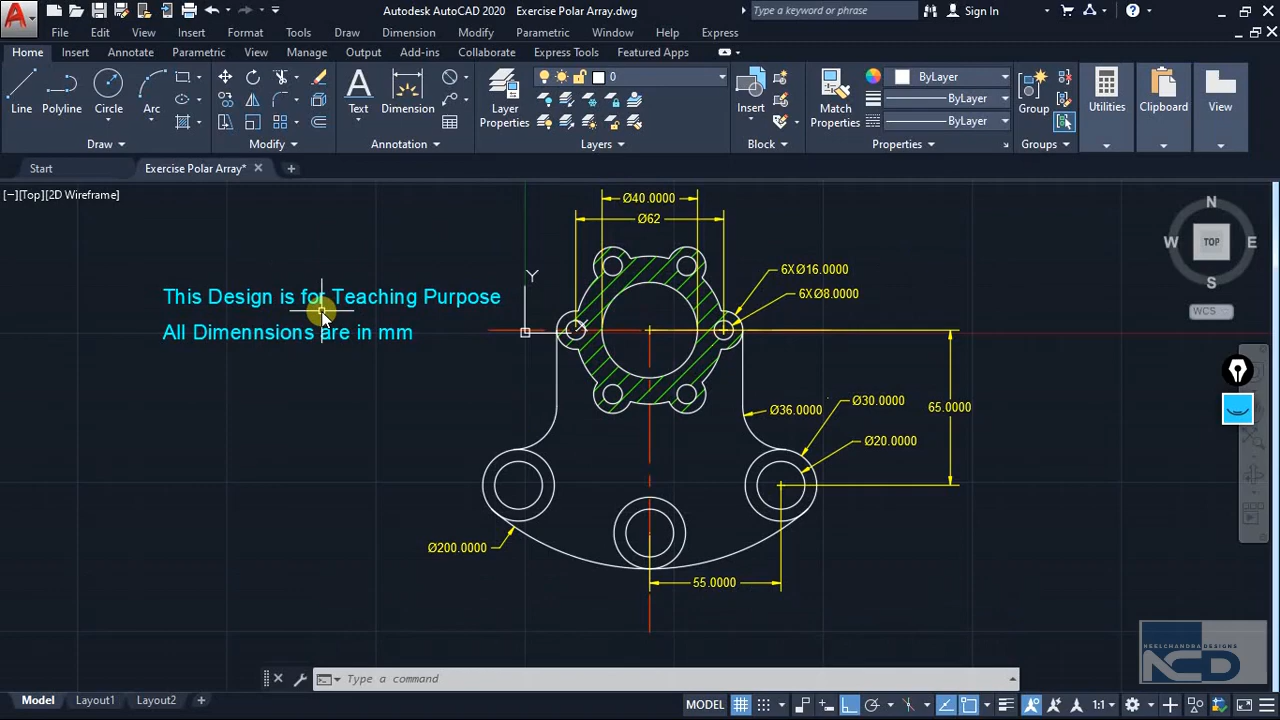 Autodesk AutoCAD 2020 Exercise Polar Array.dwg
Type a keyword or phrase
Sign In
File Edit View Insert Format Tools Draw Dimension Modify Parametric Window Help Express
Home Insert Annotate Parametric View Manage Output Add-ins Collaborate Express Tools Featured Apps
Line Polyline Circle Arc
Text Dimension
Layer Properties
0
Insert
Match Properties
ByLayer
ByLayer
ByLayer
Group
Utilities
Clipboard
View
Draw Modify Annotation Layers Block Properties Groups
Start Exercise Polar Array*
[−][Top][2D Wireframe]
N
W TOP E
S
WCS
Ø40.0000
Ø62
6XØ16.0000
6XØ8.0000
Y
This Design is for Teaching Purpose
All Dimennsions are in mm
Ø36.0000
Ø30.0000
65.0000
Ø20.0000
Ø200.0000
55.0000
NEELCHANDRA DESIGNS
NCD
Type a command
Model Layout1 Layout2
MODEL
1:1